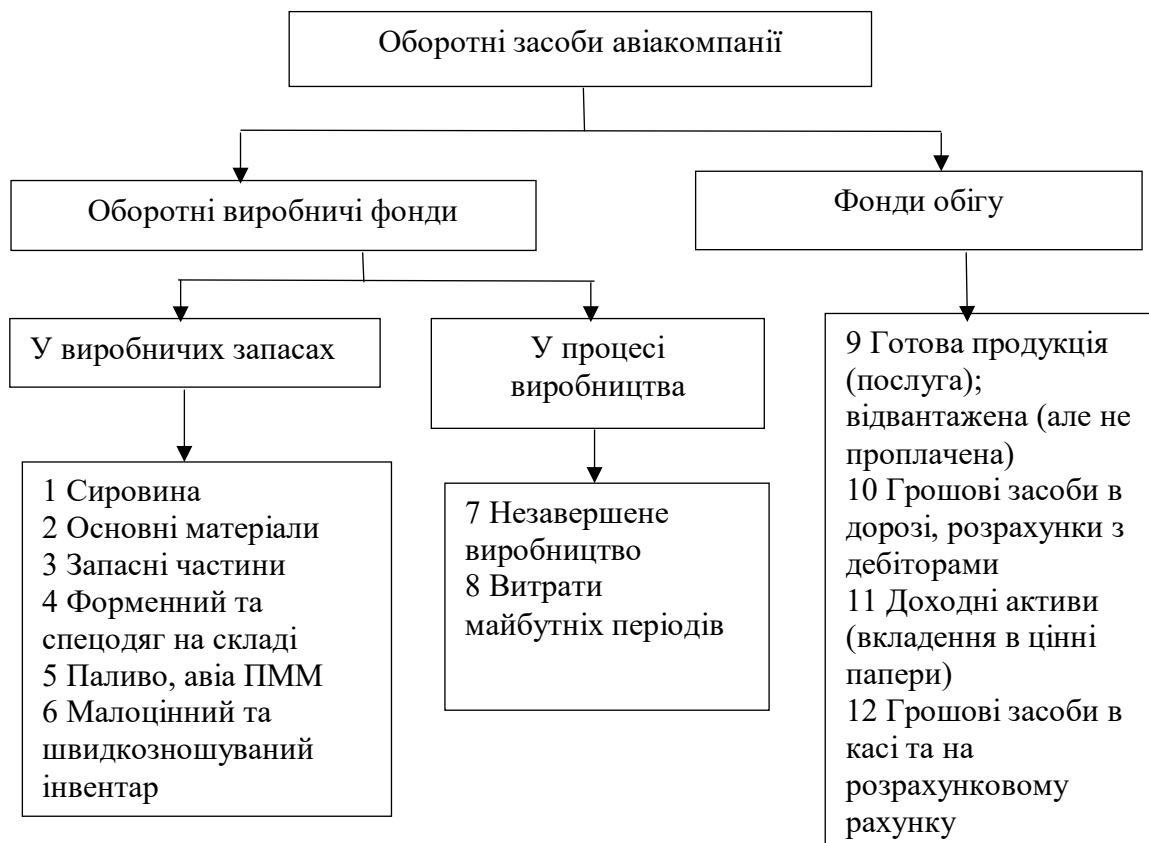 Оборотні засоби авіакомпанії
Оборотні виробничі фонди
Фонди обігу
У виробничих запасах
У процесі
виробництва
1 Сировина
2 Основні матеріали
3 Запасні частини
4 Форменний та
спецодяг на складі
5 Паливо, авіа ПММ
6 Малоцінний та
швидкозношуваний
інвентар
7 Незавершене
виробництво
8 Витрати
майбутніх періодів
9 Готова продукція
(послуга);
відвантажена (але не
проплачена)
10 Грошові засоби в
дорозі, розрахунки з
дебіторами
11 Доходні активи
(вкладення в цінні
папери)
12 Грошові засоби в
касі та на
розрахунковому
рахунку